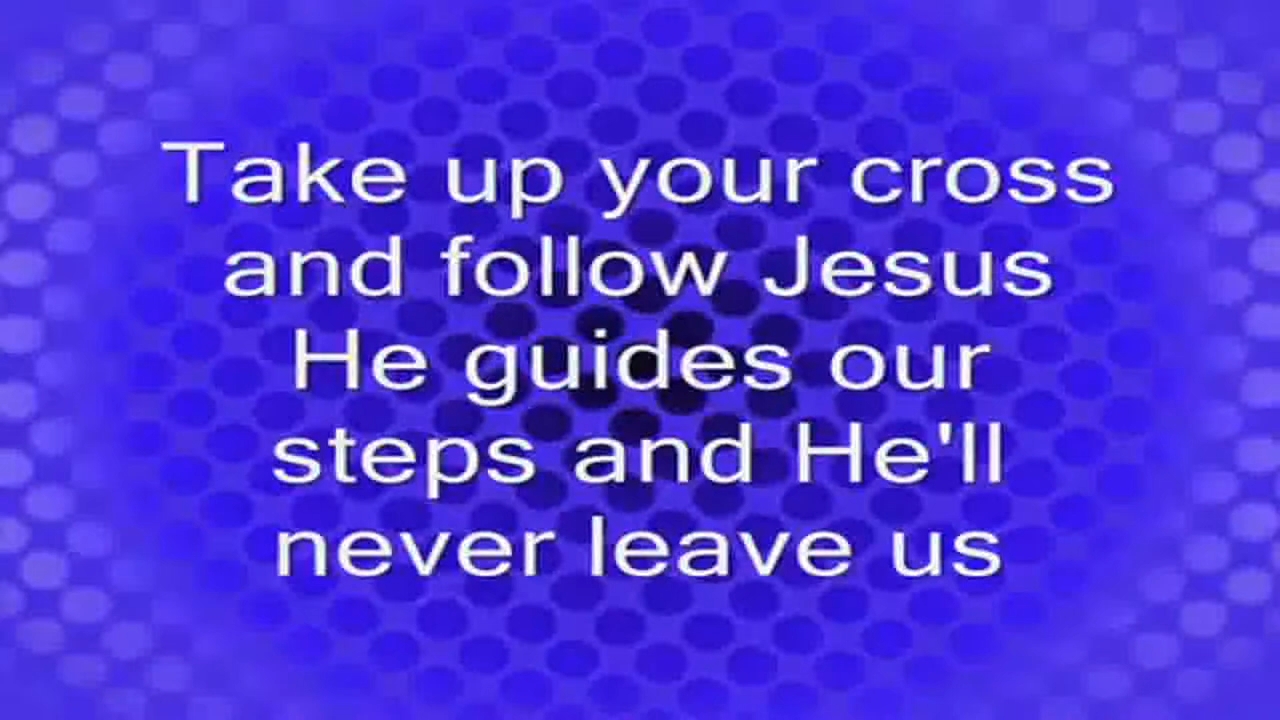 Take up your cross
and follow Jesus
He guides our
steps and He'll
never leave us